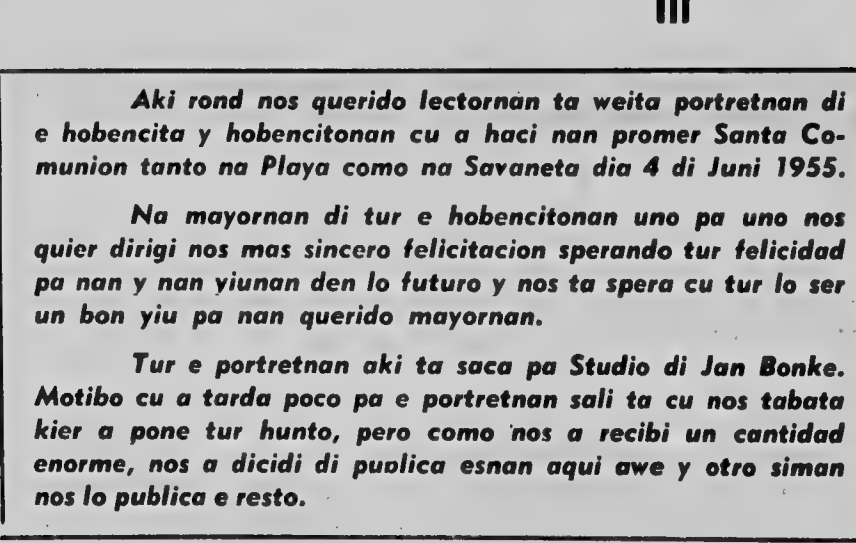 Aki rond nos querido lectornan ta weita portretnan di
e hobencita y hobencitonan cu a haci nan promer Santa Co-
munion tanto na Playa como na Savaneta dia 4 di Juni 1955.
Na mayornan di tur e hobencitonan uno pa uno nos
quier dirigi nos mas sincero felicitacion sperando tur felicidad
pa nan y nan yiunan den lo futuro y nos ta spera cu tur lo ser
un bon yiu pa nan querido mayornan.
Tur e portretnan aki ta saca pa Studio di Jan Bonke.
Motibo cu a tarda poco pa e portretnan sali ta cu nos tabata
kier a pone tur hunto, pero como nos a recibi un cantidad
enorme, nos a dicidi di publica esnan aqui awe y otro siman
nos lo publica e resto.